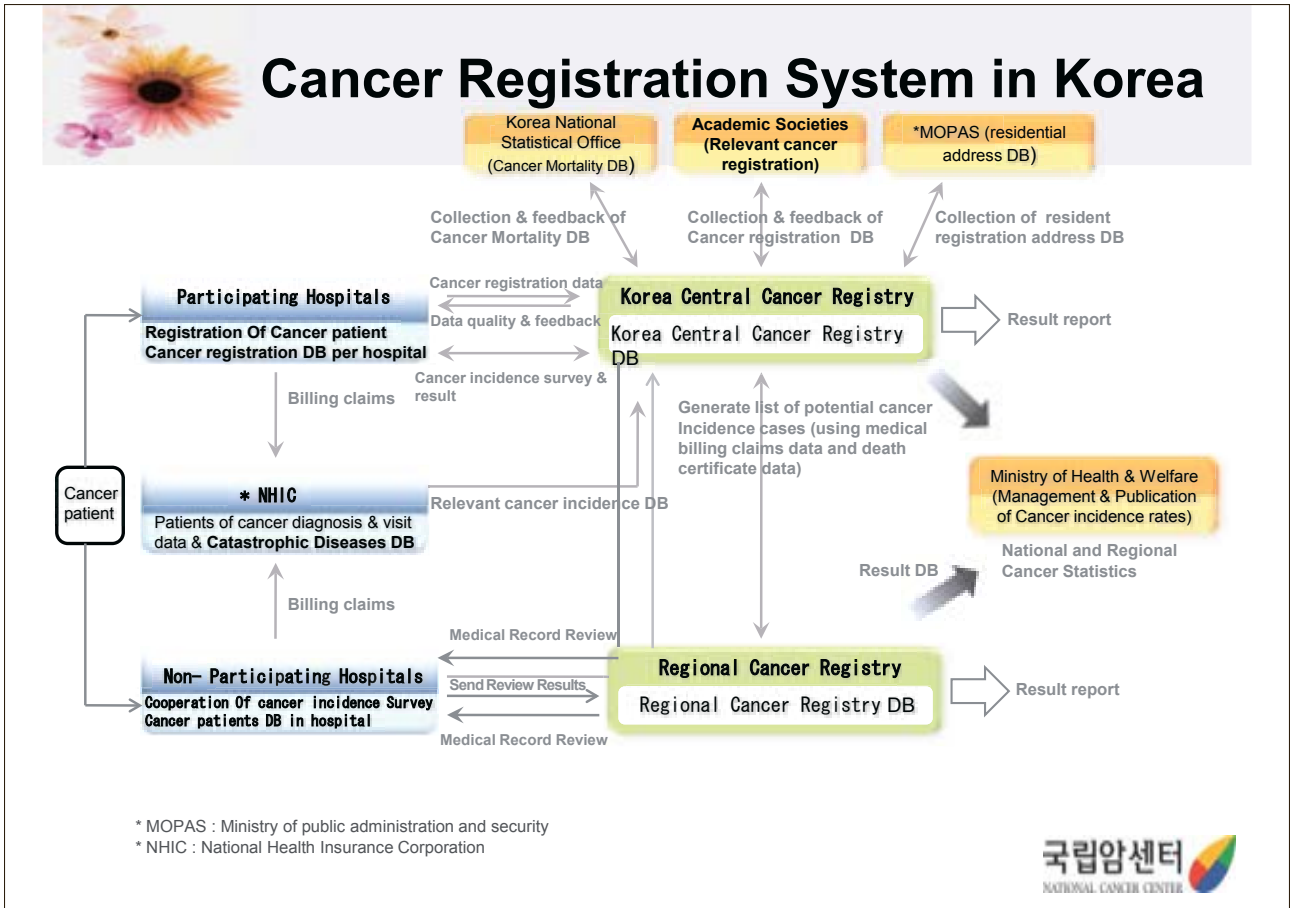 Cancer Registration System in Korea
Korea National
Statistical Office
(Cancer Mortality DB)
Academic Societies
(Relevant cancer
registration)
*MOPAS (residential
address DB)
Collection & feedback of
Cancer Mortality DB
Collection & feedback of
Cancer registration DB
Collection of resident
registration address DB
Participating Hospitals
Registration Of Cancer patient
Cancer registration DB per hospital
Cancer registration data
Data quality & feedback
Cancer incidence survey &
result
Korea Central Cancer Registry
Korea Central Cancer Registry
DB
Result report
Billing claims
Generate list of potential cancer
Incidence cases (using medical
billing claims data and death
certificate data)
Cancer
patient
* NHIC
Patients of cancer diagnosis & visit
data & Catastrophic Diseases DB
Relevant cancer incidence DB
Ministry of Health & Welfare
(Management & Publication
of Cancer incidence rates)
National and Regional
Cancer Statistics
Result DB
Billing claims
Medical Record Review
Non- Participating Hospitals
Cooperation Of cancer incidence Survey
Cancer patients DB in hospital
Send Review Results
Medical Record Review
Regional Cancer Registry
Regional Cancer Registry DB
Result report
* MOPAS : Ministry of public administration and security
* NHIC : National Health Insurance Corporation
국립암센터
NATIONAL CANCER CENTER